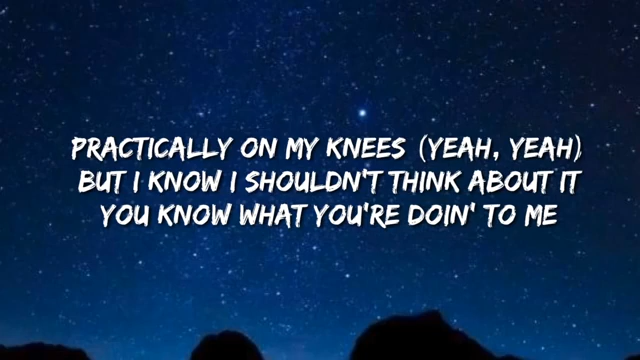 PRACTICALLY ON MY KNEES (YEAH, YEAH)
BUT I KNOW I SHOULDN'T THINK ABOUT IT
YOU KNOW WHAT YOU'RE DOIN' TO ME